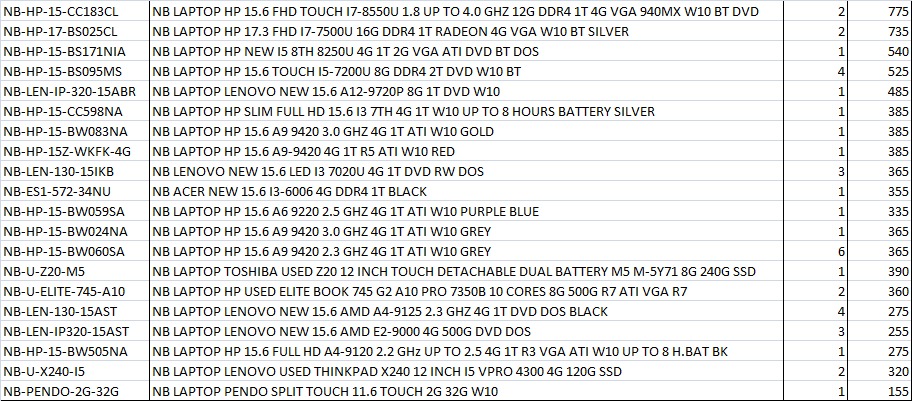 NB-HP-15-CC183CL NB LAPTOP HP 15.6 FHD TOUCH I7-8550U 1.8 UP TO 4.0 GHZ 12G DDR4 1T 4G VGA 940MX W10 BT DVD 2 775
NB-HP-17-BS025CL NB LAPTOP HP 17.3 FHD I7-7500U 16G DDR4 1T RADEON 4G VGA W10 BT SILVER 2 735
NB-HP-15-BS171NIA NB LAPTOP HP NEW I5 8TH 8250U 4G 1T 2G VGA ATI DVD BT DOS 1 540
NB-HP-15-BS095MS NB LAPTOP HP 15.6 TOUCH I5-7200U 8G DDR4 2T DVD W10 BT 4 525
NB-LEN-IP-320-15ABR NB LAPTOP LENOVO NEW 15.6 A12-9720P 8G 1T DVD W10 1 485
NB-HP-15-CC598NA NB LAPTOP HP SLIM FULL HD 15.6 I3 7TH 4G 1T W10 UP TO 8 HOURS BATTERY SILVER 1 385
NB-HP-15-BW083NA NB LAPTOP HP 15.6 A9 9420 3.0 GHZ 4G 1T ATI W10 GOLD 1 385
NB-HP-15Z-WKFK-4G NB LAPTOP HP 15.6 A9-9420 4G 1T R5 ATI W10 RED 1 385
NB-LEN-130-15IKB NB LENOVO NEW 15.6 LED I3 7020U 4G 1T DVD RW DOS 3 365
NB-ES1-572-34NU NB ACER NEW 15.6 I3-6006 4G DDR4 1T BLACK 1 355
NB-HP-15-BW059SA NB LAPTOP HP 15.6 A6 9220 2.5 GHZ 4G 1T ATI W10 PURPLE BLUE 1 335
NB-HP-15-BW024NA NB LAPTOP HP 15.6 A9 9420 3.0 GHZ 4G 1T ATI W10 GREY 1 365
NB-HP-15-BW060SA NB LAPTOP HP 15.6 A9 9420 2.3 GHZ 4G 1T ATI W10 GREY 6 365
NB-U-Z20-M5 NB LAPTOP TOSHIBA USED Z20 12 INCH TOUCH DETACHABLE DUAL BATTERY M5 M-5Y71 8G 240G SSD 1 390
NB-U-ELITE-745-A10 NB LAPTOP HP USED ELITE BOOK 745 G2 A10 PRO 7350B 10 CORES 8G 500G R7 ATI VGA R7 2 360
NB-LEN-130-15AST NB LAPTOP LENOVO NEW 15.6 AMD A4-9125 2.3 GHZ 4G 1T DVD DOS BLACK 4 275
NB-LEN-IP320-15AST NB LAPTOP LENOVO NEW 15.6 AMD E2-9000 4G 500G DVD DOS 3 255
NB-HP-15-BW505NA NB LAPTOP HP 15.6 FULL HD A4-9120 2.2 GHz UP TO 2.5 4G 1T R3 VGA ATI W10 UP TO 8 H.BAT BK 1 275
NB-U-X240-I5 NB LAPTOP LENOVO USED THINKPAD X240 12 INCH I5 VPRO 4300 4G 120G SSD 2 320
NB-PENDO-2G-32G NB LAPTOP PENDO SPLIT TOUCH 11.6 TOUCH 2G 32G W10 1 155